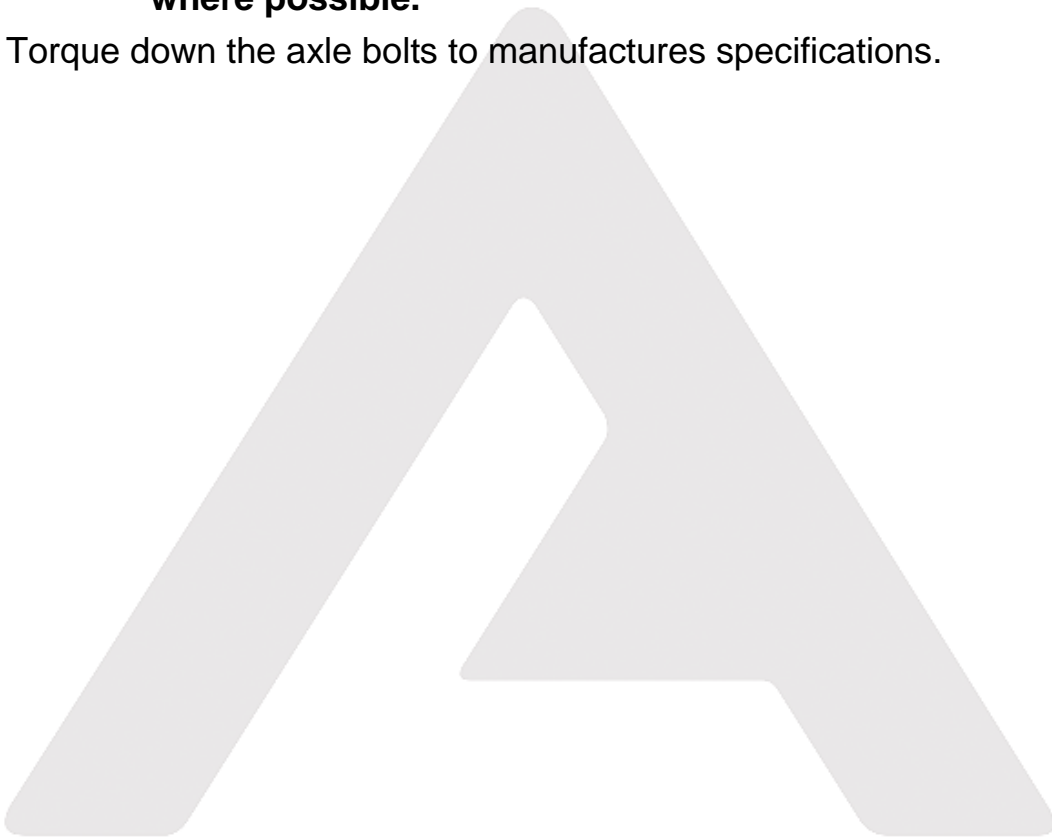 where possible.
Torque down the axle bolts to manufactures specifications.